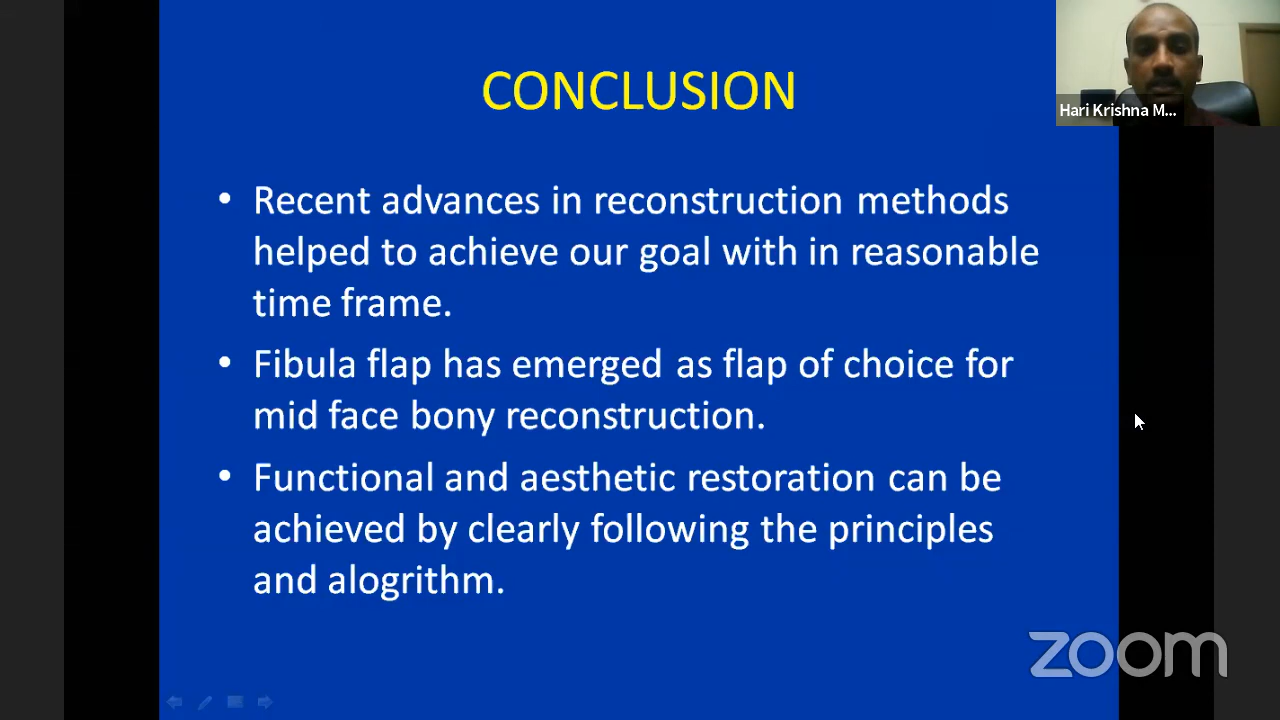 CONCLUSION
Hari Krishna M...
• Recent advances in reconstruction methods
helped to achieve our goal with in reasonable
time frame.
• Fibula flap has emerged as flap of choice for
mid face bony reconstruction.
• Functional and aesthetic restoration can be
achieved by clearly following the principles
and alogrithm.
zoom